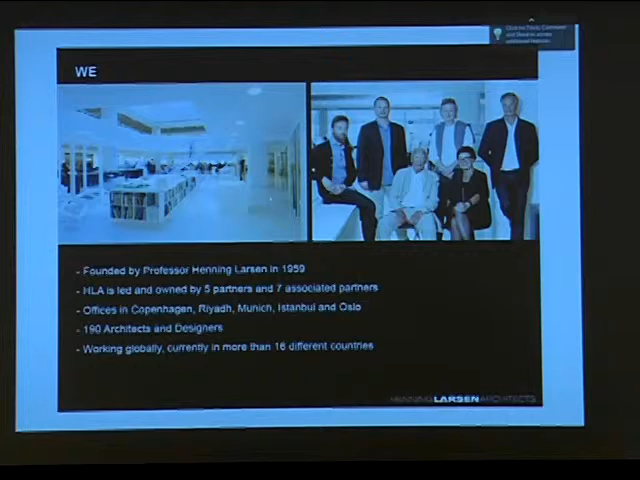 WE
- Founded by Professor Henning Larsen in 1959
- HLA is led and owned by 5 partners and 7 associated partners
- Offices in Copenhagen, Riyadh, Munich, Istanbul and Oslo
- 190 Architects and Designers
- Working globally, currently in more than 16 different countries
HENNING LARSEN ARCHITECTS